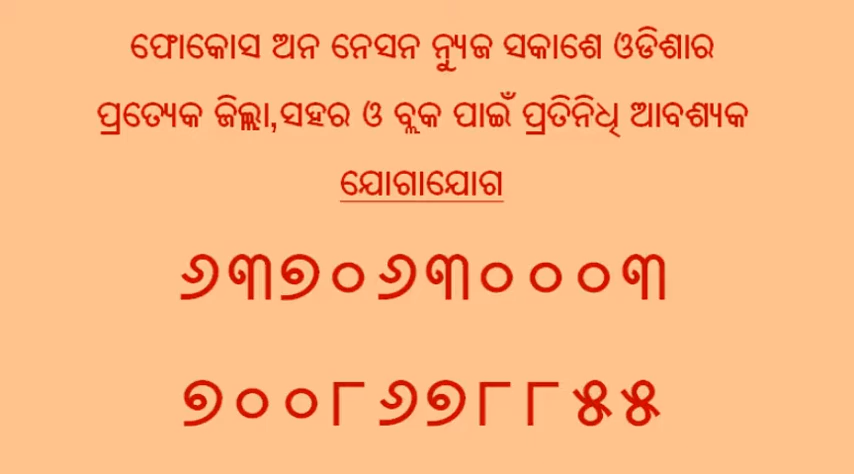 ଫୋକୋସ ଅନ ନେସନ ନ୍ୟୁଜ ସକାଶେ ଓଡିଶାର
ପ୍ରତ୍ୟେକ ଜିଲ୍ଲା,ସହର ଓ ବ୍ଲକ ପାଇଁ ପ୍ରତିନିଧି ଆବଶ୍ୟକ
ଯୋଗାଯୋଗ
୬୩୭୦୬୩୦୦୦୩
୭୦୦୮୬୭୮୮୫୫